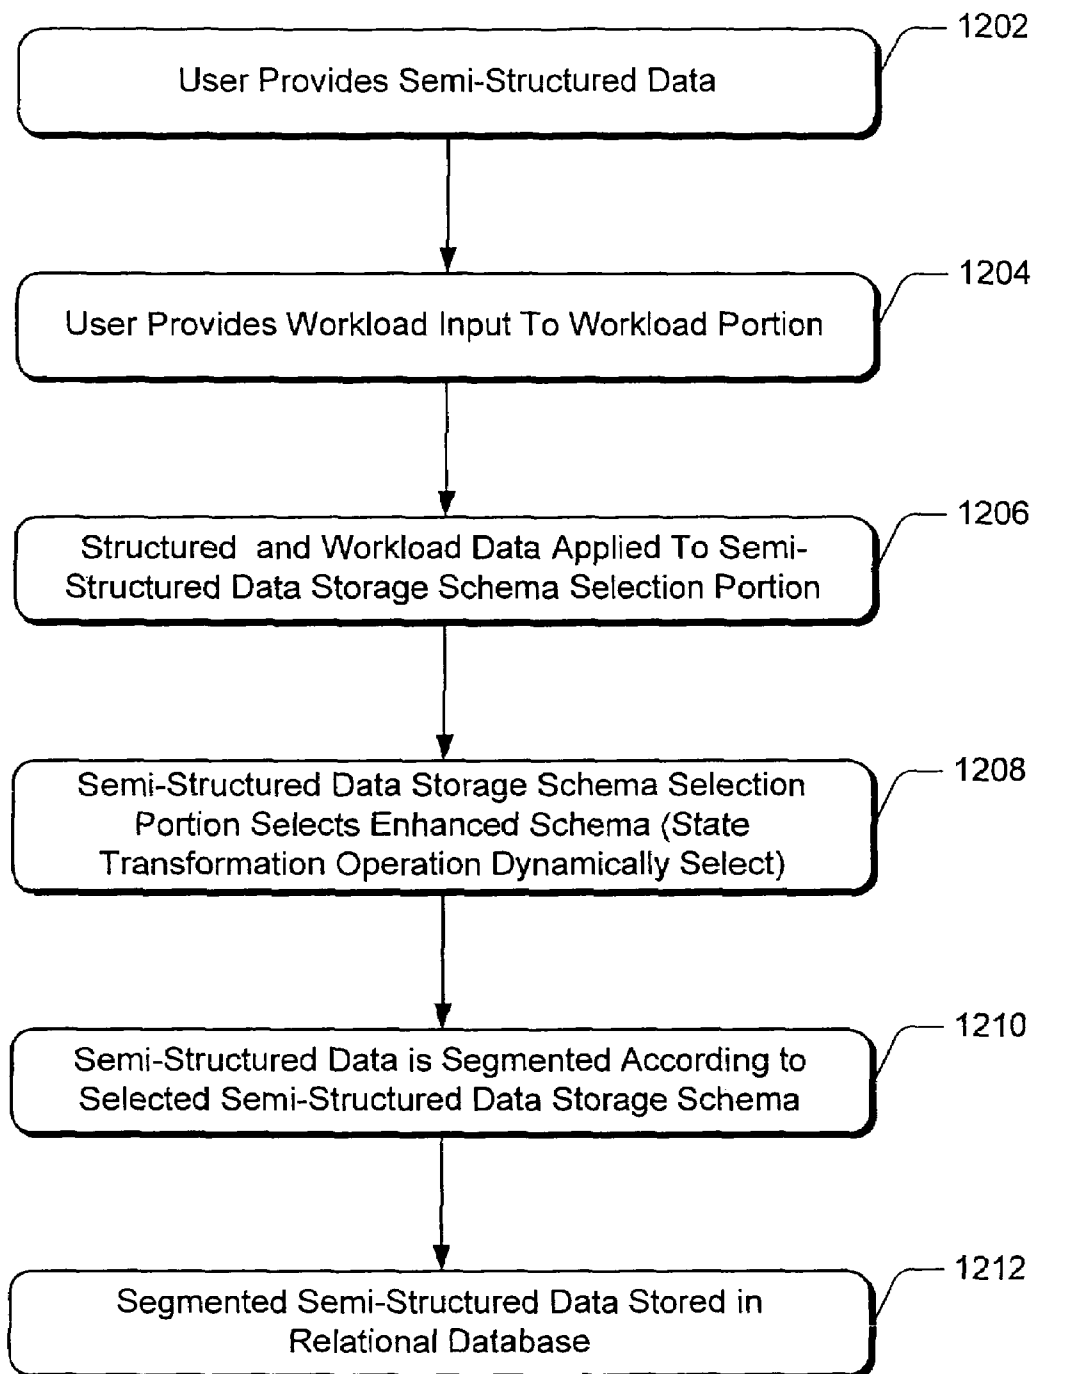 1202
User Provides Semi-Structured Data
1204
User Provides Workload Input To Workload Portion
1206
Structured and Workload Data Applied To Semi-
Structured Data Storage Schema Selection Portion
1208
Semi-Structured Data Storage Schema Selection
Portion Selects Enhanced Schema (State
Transformation Operation Dynamically Select)
1210
Semi-Structured Data is Segmented According to
Selected Semi-Structured Data Storage Schema
1212
Segmented Semi-Structured Data Stored in
Relational Database